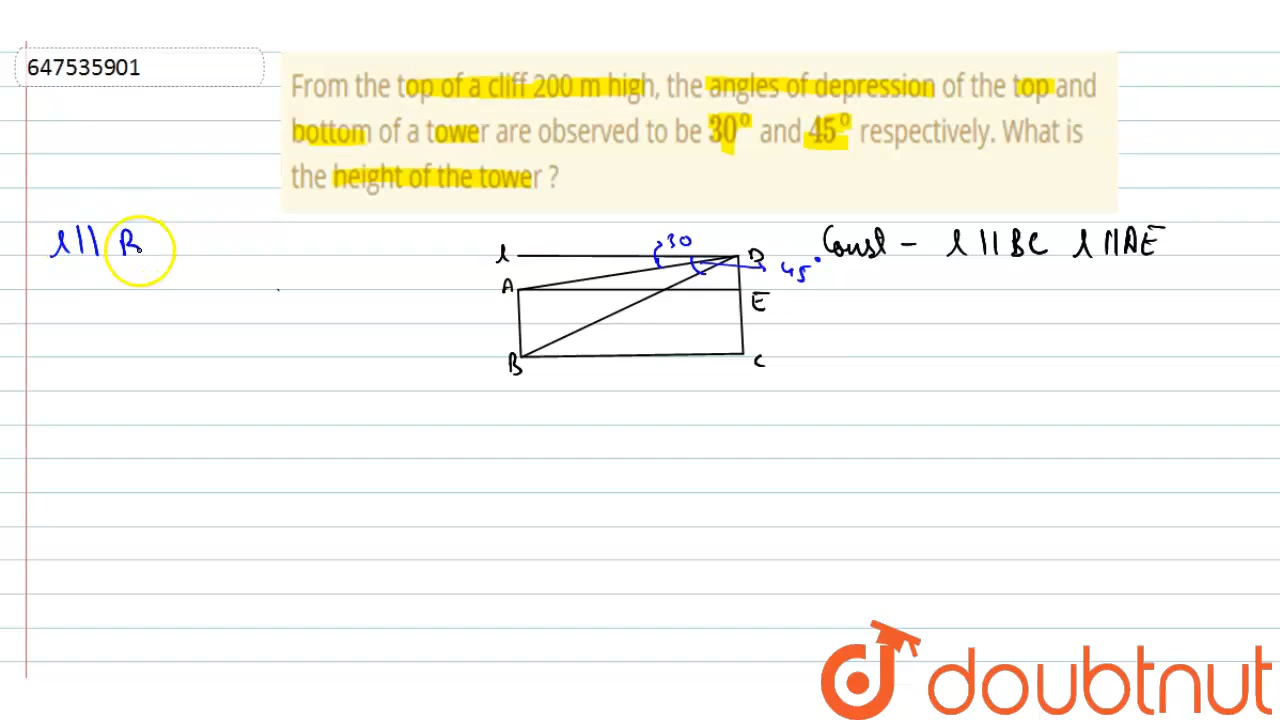 647535901
From the top of a cliff 200 m high, the angles of depression of the top and
bottom of a tower are observed to be 30° and 45° respectively. What is
the height of the tower ?
l || B
Const - l || BC l || AE
l 30 D 45°
A E
B C
doubtnut